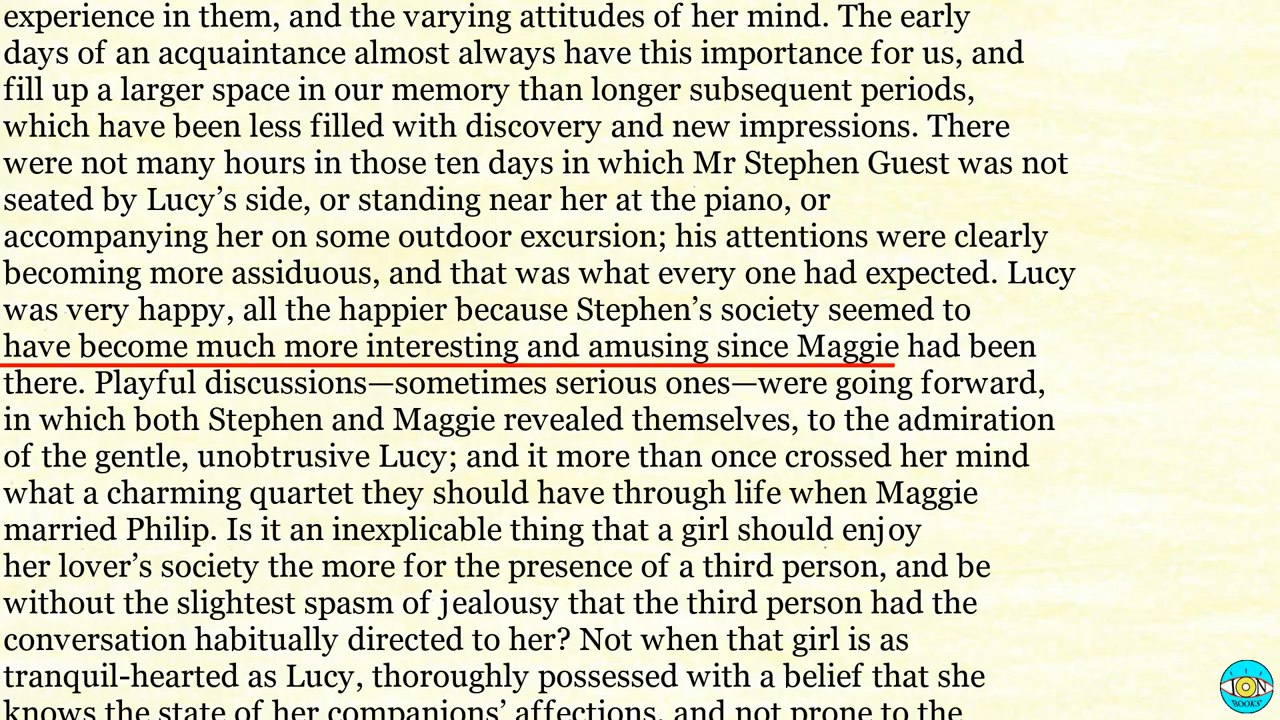 experience in them, and the varying attitudes of her mind. The early
days of an acquaintance almost always have this importance for us, and
fill up a larger space in our memory than longer subsequent periods,
which have been less filled with discovery and new impressions. There
were not many hours in those ten days in which Mr Stephen Guest was not
seated by Lucy’s side, or standing near her at the piano, or
accompanying her on some outdoor excursion; his attentions were clearly
becoming more assiduous, and that was what every one had expected. Lucy
was very happy, all the happier because Stephen’s society seemed to
have become much more interesting and amusing since Maggie had been
there. Playful discussions—sometimes serious ones—were going forward,
in which both Stephen and Maggie revealed themselves, to the admiration
of the gentle, unobtrusive Lucy; and it more than once crossed her mind
what a charming quartet they should have through life when Maggie
married Philip. Is it an inexplicable thing that a girl should enjoy
her lover’s society the more for the presence of a third person, and be
without the slightest spasm of jealousy that the third person had the
conversation habitually directed to her? Not when that girl is as
tranquil-hearted as Lucy, thoroughly possessed with a belief that she
knows the state of her companions’ affections, and not prone to the
ION
BOOKS